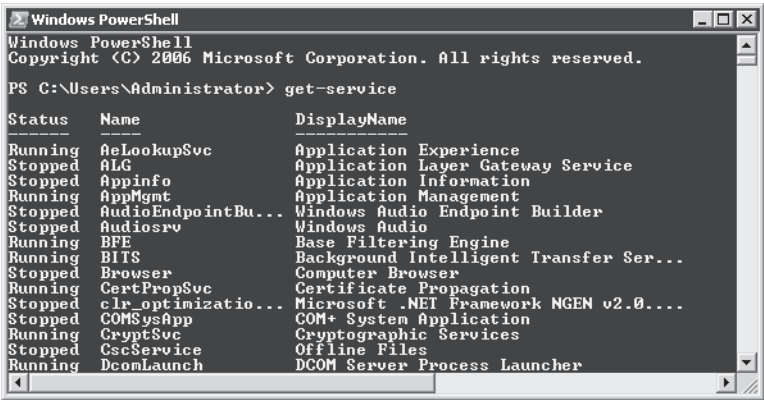 Windows PowerShell
Windows PowerShell
Copyright (C) 2006 Microsoft Corporation. All rights reserved.
PS C:\Users\Administrator> get-service
Status Name DisplayName
------ ---- -----------
Running AeLookupSvc Application Experience
Stopped ALG Application Layer Gateway Service
Stopped Appinfo Application Information
Running AppMgmt Application Management
Stopped AudioEndpointBu... Windows Audio Endpoint Builder
Stopped Audiosrv Windows Audio
Running BFE Base Filtering Engine
Running BITS Background Intelligent Transfer Ser...
Stopped Browser Computer Browser
Running CertPropSvc Certificate Propagation
Stopped clr_optimizatio... Microsoft .NET Framework NGEN v2.0....
Stopped COMSysApp COM+ System Application
Running CryptSvc Cryptographic Services
Stopped CscService Offline Files
Running DcomLaunch DCOM Server Process Launcher